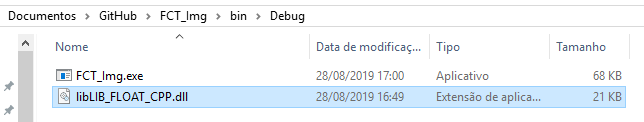 Documentos > GitHub > FCT_Img > bin > Debug
Nome Data de modificaç... Tipo Tamanho
FCT_Img.exe 28/08/2019 17:00 Aplicativo 68 KB
libLIB_FLOAT_CPP.dll 28/08/2019 16:49 Extensão de aplica... 21 KB